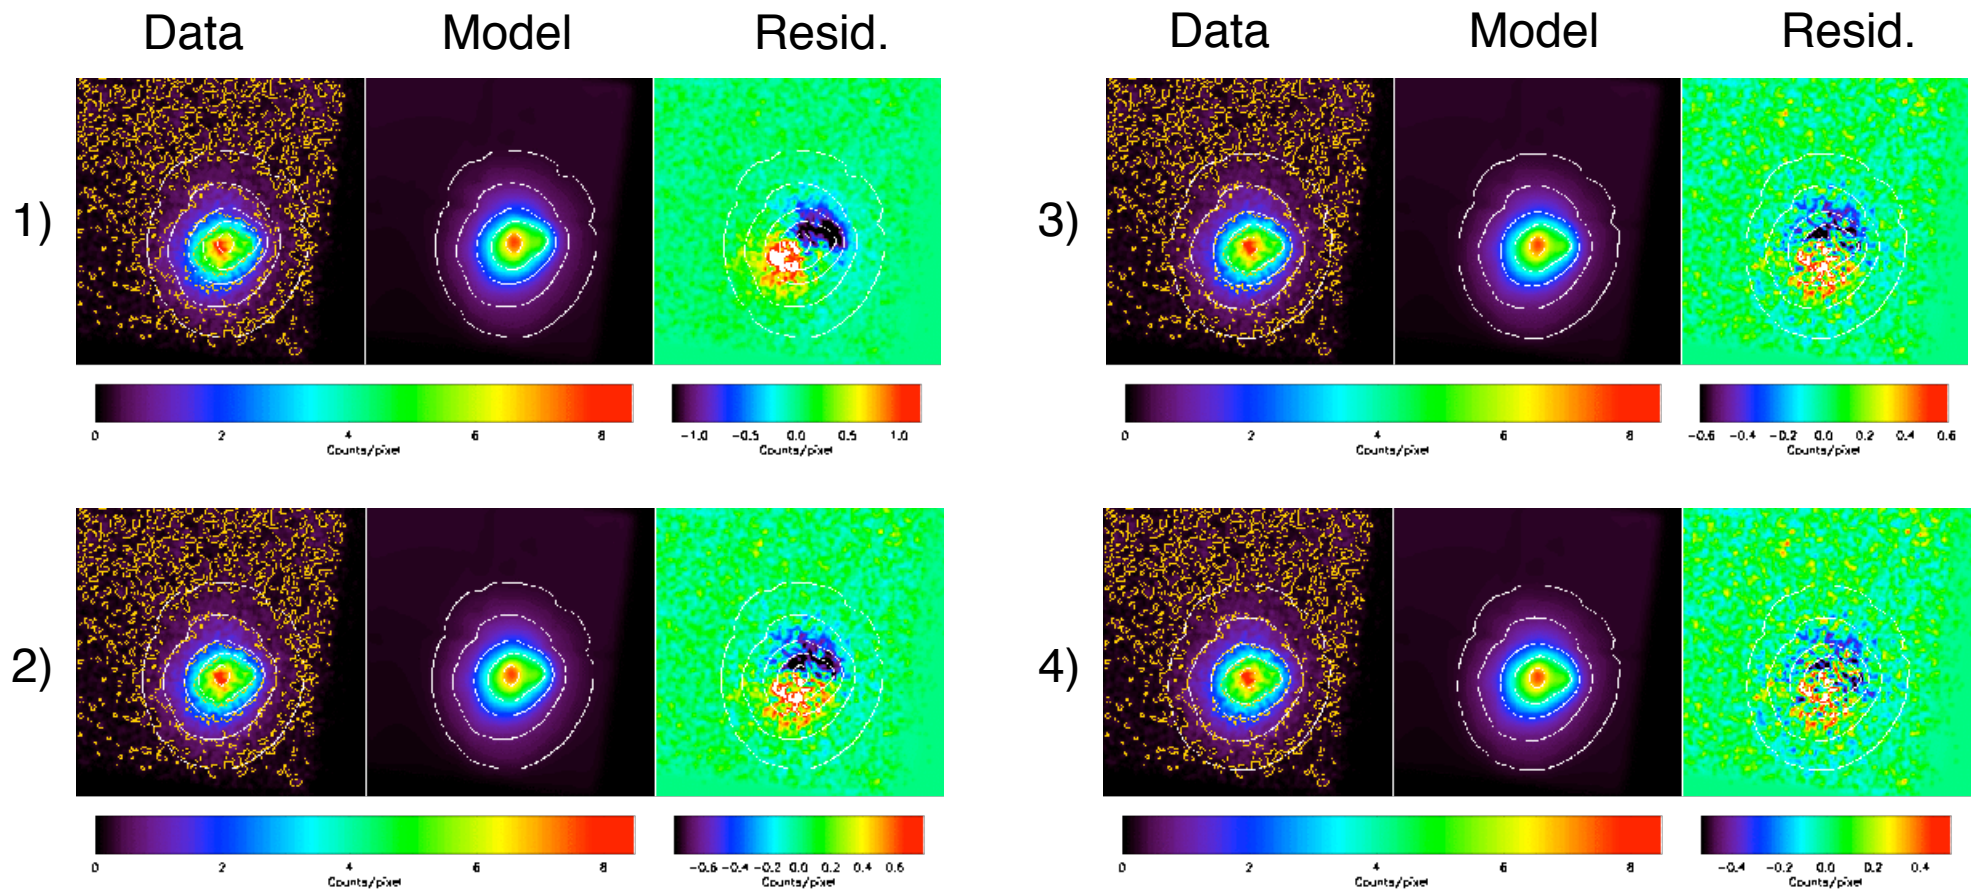 Data Model Resid. Data Model Resid.
1) 3)
0 2 4 6 8 -1.0 -0.5 0.0 0.5 1.0 0 2 4 6 8 -0.6 -0.4 -0.2 0.0 0.2 0.4 0.6
Counts/pixel Counts/pixel Counts/pixel Counts/pixel
2) 4)
0 2 4 6 8 -0.6 -0.4 -0.2 0.0 0.2 0.4 0.6 0 2 4 6 8 -0.4 -0.2 0.0 0.2 0.4
Counts/pixel Counts/pixel Counts/pixel Counts/pixel